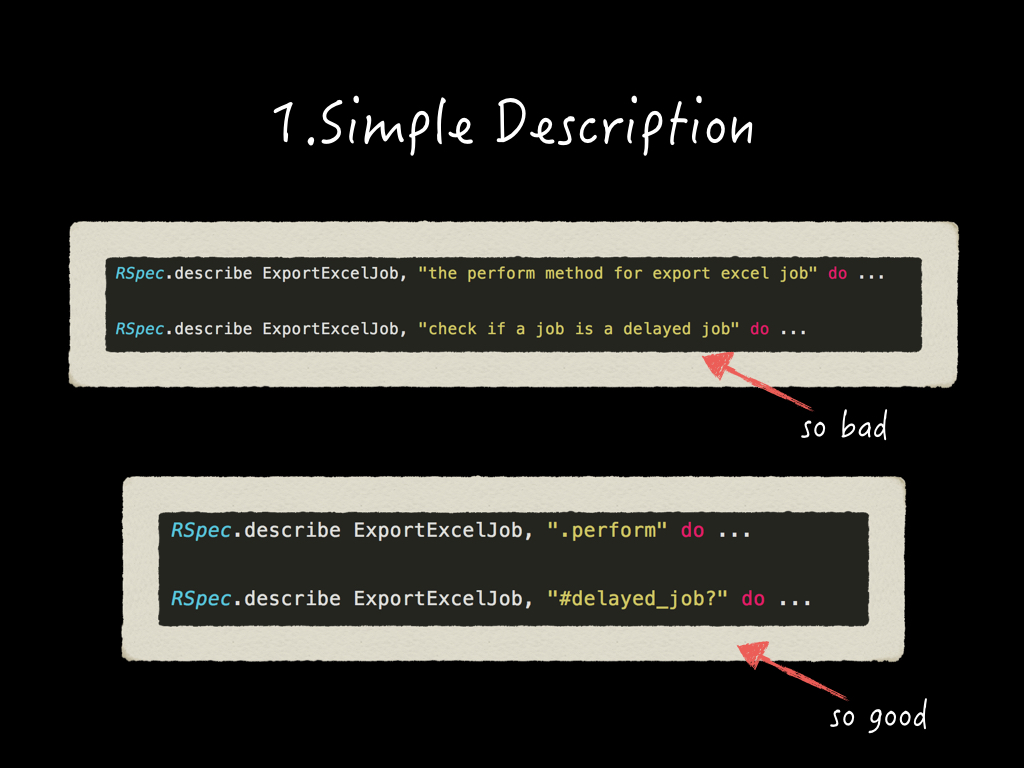 1.Simple Description
RSpec.describe ExportExcelJob, "the perform method for export excel job" do ...
RSpec.describe ExportExcelJob, "check if a job is a delayed job" do ...
so bad
RSpec.describe ExportExcelJob, ".perform" do ...
RSpec.describe ExportExcelJob, "#delayed_job?" do ...
so good